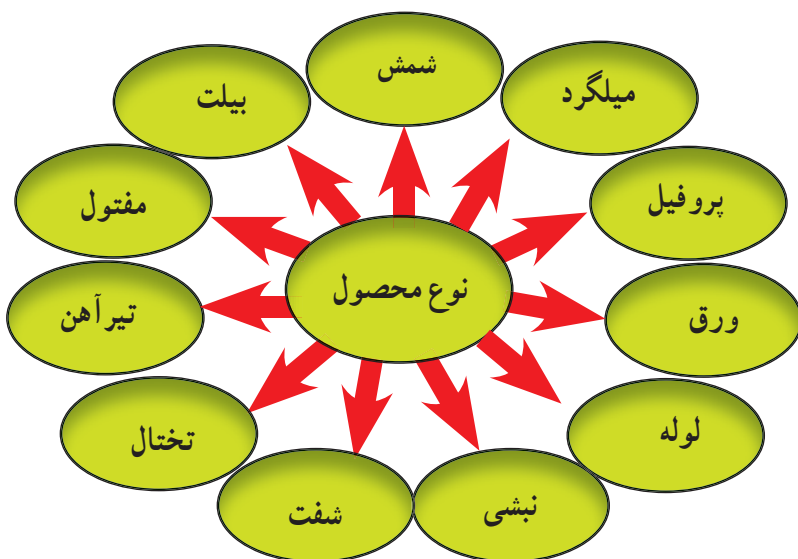 شمش
میلگرد
بیلت
پروفیل
مفتول
نوع محصول
ورق
تیرآهن
لوله
تختال
نبشی
شفت